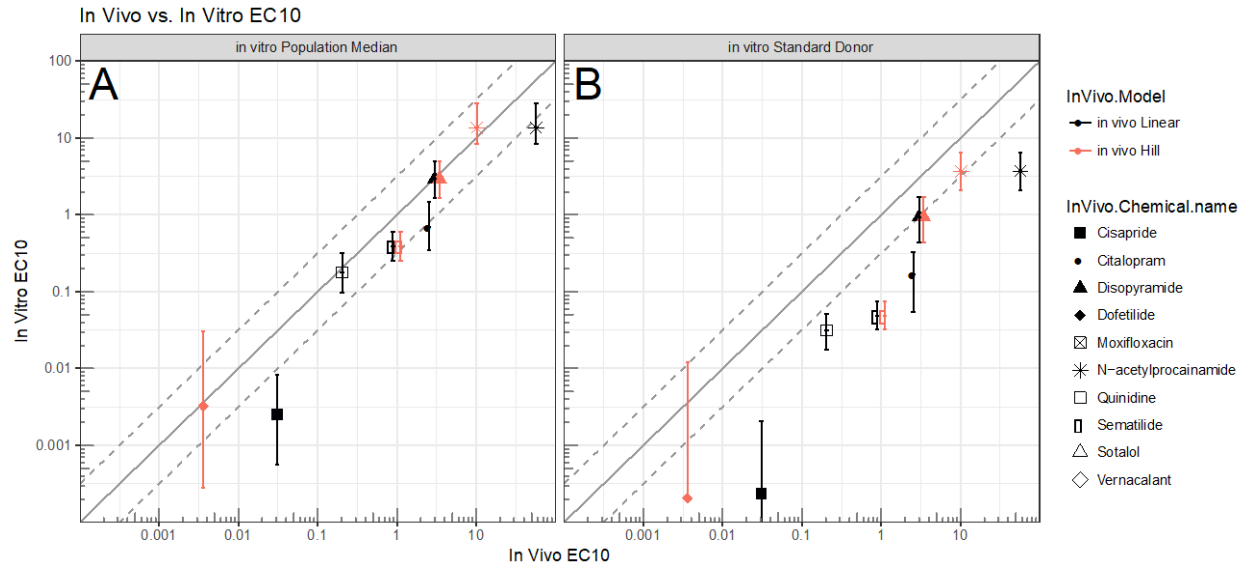 In Vivo vs. In Vitro EC10
in vitro Population Median
in vitro Standard Donor
A
B
In Vitro EC10
100
10
1
0.1
0.01
0.001
0.001 0.01 0.1 1 10
0.001 0.01 0.1 1 10
In Vivo EC10
InVivo.Model
in vivo Linear
in vivo Hill
InVivo.Chemical.name
Cisapride
Citalopram
Disopyramide
Dofetilide
Moxifloxacin
N−acetylprocainamide
Quinidine
Sematilide
Sotalol
Vernacalant